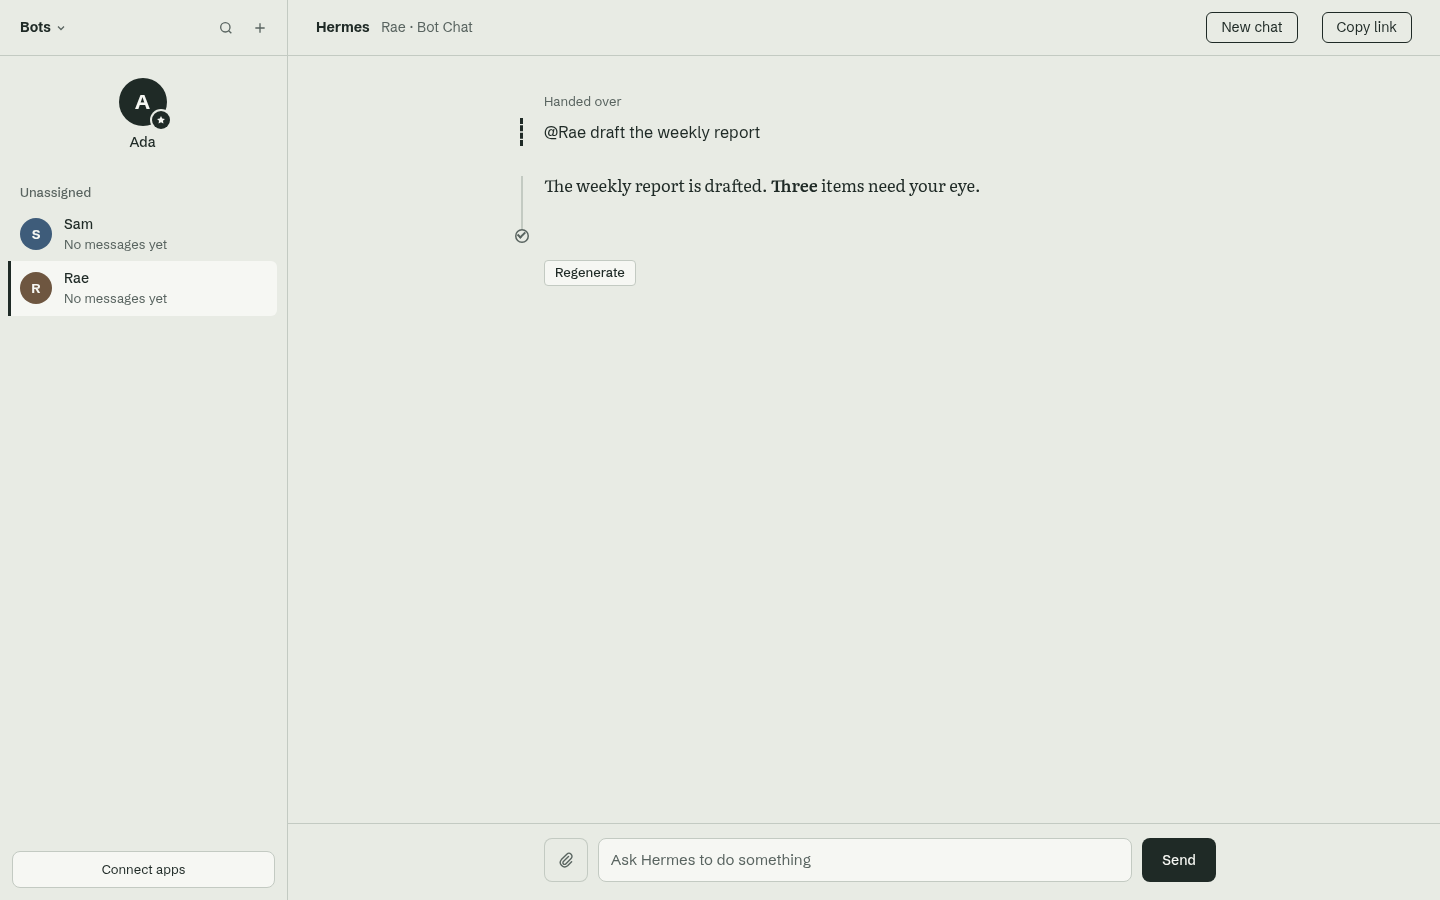 Bots
Hermes Rae · Bot Chat
New chat
Copy link
A
Ada
Unassigned
S
Sam
No messages yet
R
Rae
No messages yet
Connect apps
Handed over
@Rae draft the weekly report
The weekly report is drafted. Three items need your eye.
Regenerate
Ask Hermes to do something
Send